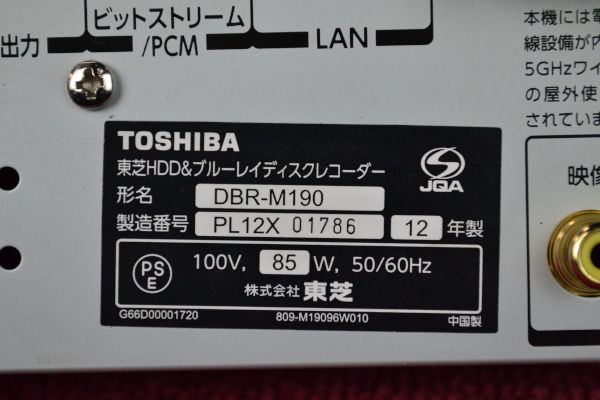 ビットストリーム
/PCM
出力
LAN
本機には
線設備が
5GHzワイ
の屋外使
されていま
TOSHIBA
東芝HDD&ブルーレイディスクレコーダー
JQA
形名 DBR-M190
製造番号 PL12X 01786 12 年製
映像
PS
E
100V, 85 W, 50/60Hz
株式会社 東芝
G66D00001720 809-M19096W010 中国製